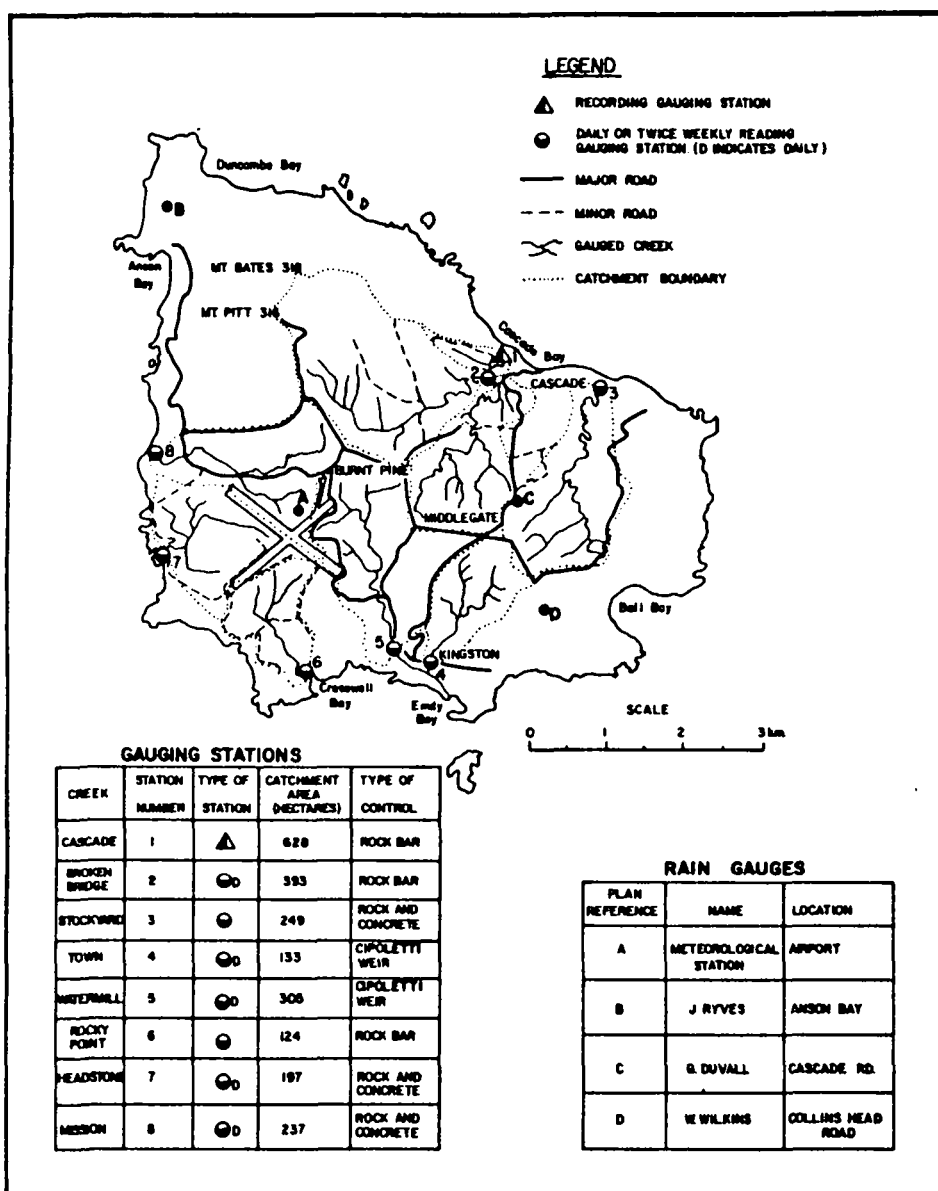 LEGEND
RECORDING GAUGING STATION
DAILY OR TWICE WEEKLY READING
GAUGING STATION (D INDICATES DAILY)
MAJOR ROAD
MINOR ROAD
GAUGED CREEK
CATCHMENT BOUNDARY
Duncombe Bay
B
Anson
Bay
MT BATES 319
MT PITT 316
Cascade Bay
1
2
CASCADE
3
8
BURNT PINE
A
C
MIDDLEGATE
7
D
Ball Bay
5
KINGSTON
4
6
Cresswell
Bay
Emily
Bay
SCALE
0 1 2 3 km
GAUGING STATIONS
CREEK STATION NUMBER TYPE OF STATION CATCHMENT AREA (HECTARES) TYPE OF CONTROL
CASCADE 1 628 ROCK BAR
BROKEN BRIDGE 2 D 393 ROCK BAR
STOCKYARD 3 249 ROCK AND CONCRETE
TOWN 4 D 133 CIPOLETTI WEIR
WATERMILL 5 D 305 CIPOLETTI WEIR
ROCKY POINT 6 124 ROCK BAR
HEADSTONE 7 D 197 ROCK AND CONCRETE
MISSION 8 D 237 ROCK AND CONCRETE
RAIN GAUGES
PLAN REFERENCE NAME LOCATION
A METEOROLOGICAL STATION AIRPORT
B J RYVES ANSON BAY
C G. DUVALL CASCADE RD.
D W. WILKINS COLLINS HEAD ROAD